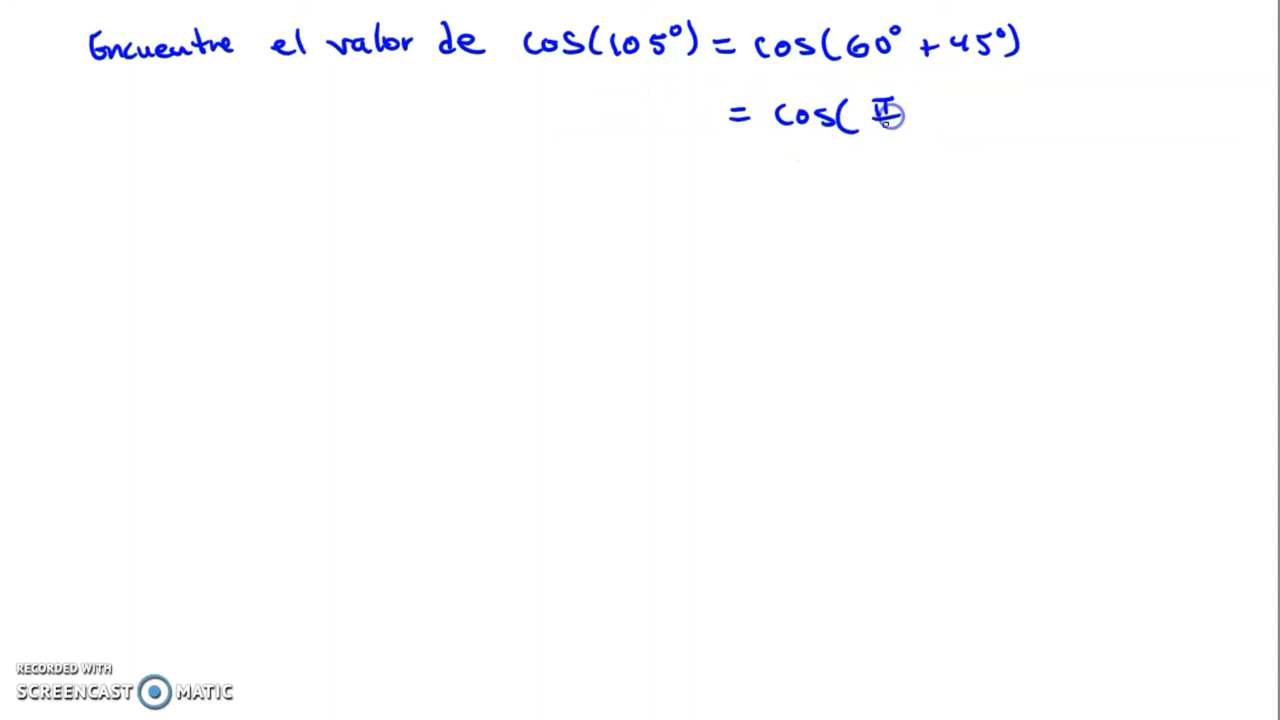 Encuentre el valor de cos(105°) = cos(60° + 45°)
= cos( π
RECORDED WITH
SCREENCAST MATIC